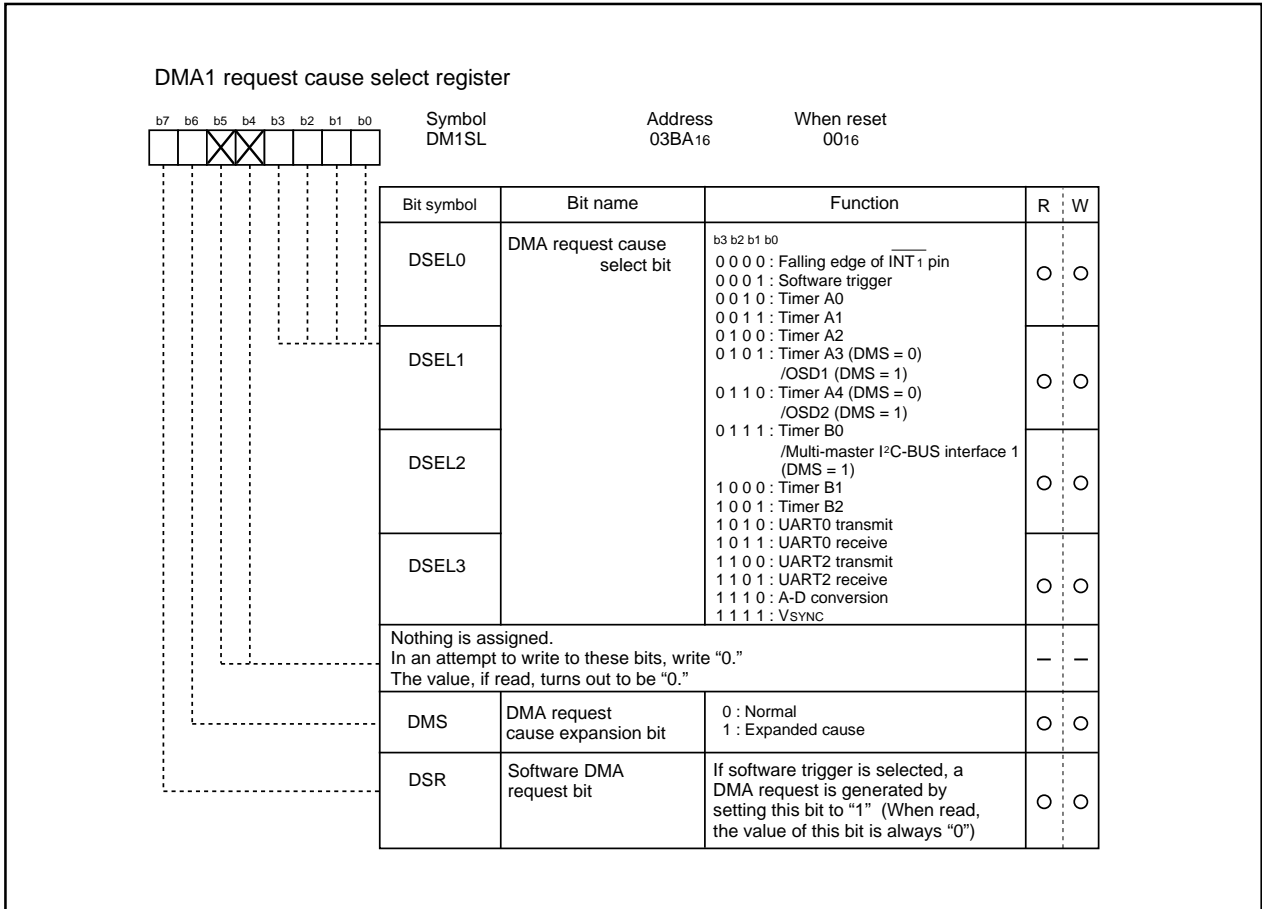 DMA1 request cause select register
b7 b6 b5 b4 b3 b2 b1 b0
Symbol Address When reset
DM1SL 03BA16 0016
Bit symbol Bit name Function R W
DSEL0
DMA request cause
select bit
b3 b2 b1 b0
0 0 0 0 : Falling edge of INT1 pin
0 0 0 1 : Software trigger
0 0 1 0 : Timer A0
0 0 1 1 : Timer A1
0 1 0 0 : Timer A2
0 1 0 1 : Timer A3 (DMS = 0)
/OSD1 (DMS = 1)
0 1 1 0 : Timer A4 (DMS = 0)
/OSD2 (DMS = 1)
0 1 1 1 : Timer B0
/Multi-master I²C-BUS interface 1
(DMS = 1)
1 0 0 0 : Timer B1
1 0 0 1 : Timer B2
1 0 1 0 : UART0 transmit
1 0 1 1 : UART0 receive
1 1 0 0 : UART2 transmit
1 1 0 1 : UART2 receive
1 1 1 0 : A-D conversion
1 1 1 1 : VSYNC
DSEL1
DSEL2
DSEL3
Nothing is assigned.
In an attempt to write to these bits, write “0.”
The value, if read, turns out to be “0.”
– –
DMS
DMA request
cause expansion bit
0 : Normal
1 : Expanded cause
DSR
Software DMA
request bit
If software trigger is selected, a
DMA request is generated by
setting this bit to “1” (When read,
the value of this bit is always “0”)